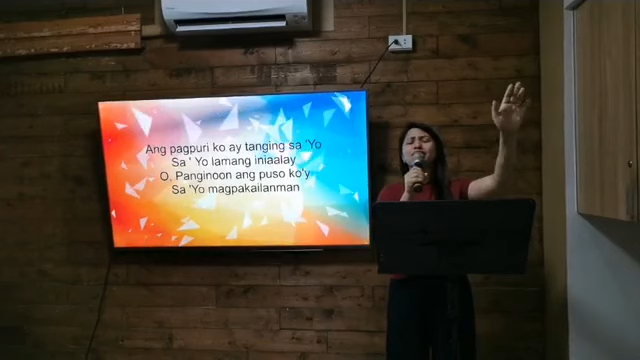 Ang pagpuri ko ay tanging sa 'Yo
Sa ' Yo lamang iniaalay
O, Panginoon ang puso ko'y
Sa 'Yo magpakailanman